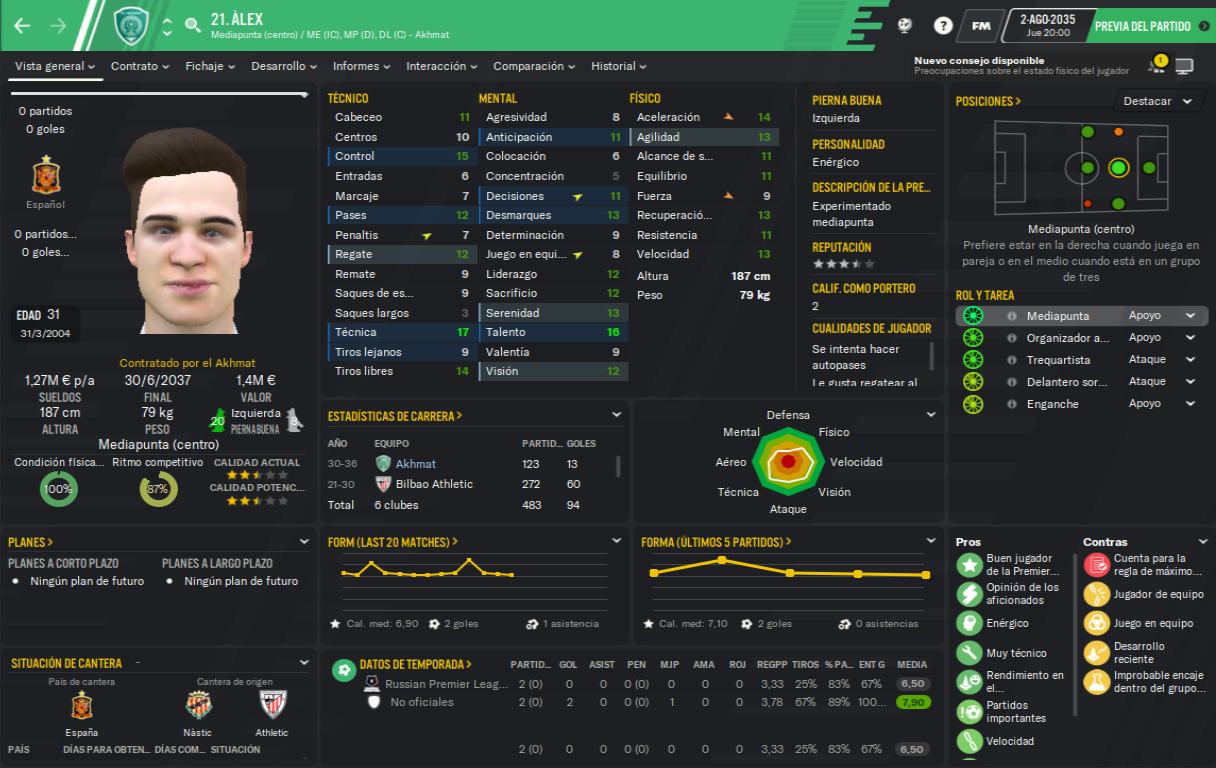 21. ÀLEX
Mediapunta (centro) / ME (IC), MP (D), DL (C) - Akhmat
FM
2-AGO-2035
Jue 20:00
PREVIA DEL PARTIDO
Vista general
Contrato
Fichaje
Desarrollo
Informes
Interacción
Comparación
Historial
Nuevo consejo disponible
Preocupaciones sobre el estado físico del jugador
1
0 partidos
0 goles
Español
0 partidos...
0 goles...
EDAD 31
31/3/2004
Contratado por el Akhmat
1,27M € p/a
SUELDOS
30/6/2037
FINAL
1,4M €
VALOR
187 cm
ALTURA
79 kg
PESO
20
Izquierda
PIERNA BUENA
8
Mediapunta (centro)
Condición física...
100%
Ritmo competitivo
87%
CALIDAD ACTUAL
CALIDAD POTENC...
TÉCNICO
Cabeceo 11
Centros 10
Control 15
Entradas 6
Marcaje 7
Pases 12
Penaltis 7
Regate 12
Remate 9
Saques de es... 9
Saques largos 3
Técnica 17
Tiros lejanos 9
Tiros libres 14
MENTAL
Agresividad 8
Anticipación 11
Colocación 6
Concentración 5
Decisiones 11
Desmarques 13
Determinación 9
Juego en equi... 8
Liderazgo 12
Sacrificio 12
Serenidad 13
Talento 16
Valentía 9
Visión 12
FÍSICO
Aceleración 14
Agilidad 13
Alcance de s... 11
Equilibrio 11
Fuerza 9
Recuperació... 13
Resistencia 11
Velocidad 13
Altura 187 cm
Peso 79 kg
PIERNA BUENA
Izquierda
PERSONALIDAD
Enérgico
DESCRIPCIÓN DE LA PRE...
Experimentado
mediapunta
REPUTACIÓN
CALIF. COMO PORTERO
2
CUALIDADES DE JUGADOR
Se intenta hacer
autopases
Le gusta regatear al
POSICIONES >
Destacar
Mediapunta (centro)
Prefiere estar en la derecha cuando juega en
pareja o en el medio cuando está en un grupo
de tres
ROL Y TAREA
Mediapunta Apoyo
Organizador a... Apoyo
Trequartista Ataque
Delantero sor... Ataque
Enganche Apoyo
ESTADÍSTICAS DE CARRERA >
AÑO EQUIPO PARTID... GOLES
30-36 Akhmat 123 13
21-30 Bilbao Athletic 272 60
Total 6 clubes 483 94
Defensa
Mental Físico
Aéreo Velocidad
Técnica Visión
Ataque
PLANES >
PLANES A CORTO PLAZO
Ningún plan de futuro
PLANES A LARGO PLAZO
Ningún plan de futuro
FORM (LAST 20 MATCHES) >
Cal. med: 6,90 2 goles 1 asistencia
FORMA (ÚLTIMOS 5 PARTIDOS) >
Cal. med: 7,10 2 goles 0 asistencias
Pros
Buen jugador
de la Premier...
Opinión de los
aficionados
Enérgico
Muy técnico
Rendimiento en
el...
Partidos
importantes
Velocidad
Contras
Cuenta para la
regla de máximo...
Jugador de equipo
Juego en equipo
Desarrollo
reciente
Improbable encaje
dentro del grupo...
SITUACIÓN DE CANTERA -
País de cantera
España
Cantera de origen
Nàstic
Athletic
PAÍS DÍAS PARA OBTEN... DÍAS COM... SITUACIÓN
DATOS DE TEMPORADA > PARTID... GOL ASIST PEN MJP AMA ROJ REGPP TIROS % PA... ENT G MEDIA
Russian Premier Leag... 2 (0) 0 0 0 (0) 0 0 0 3,33 25% 83% 67% 6,50
No oficiales 2 (0) 2 0 0 (0) 1 0 0 3,78 67% 89% 100... 7,90
2 (0) 0 0 0 (0) 0 0 0 3,33 25% 83% 67% 6,50